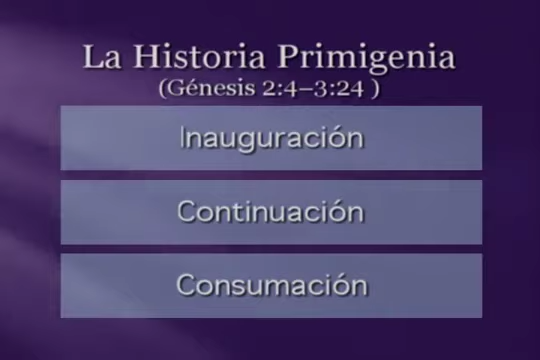 La Historia Primigenia
(Génesis 2:4–3:24 )
Inauguración
Continuación
Consumación